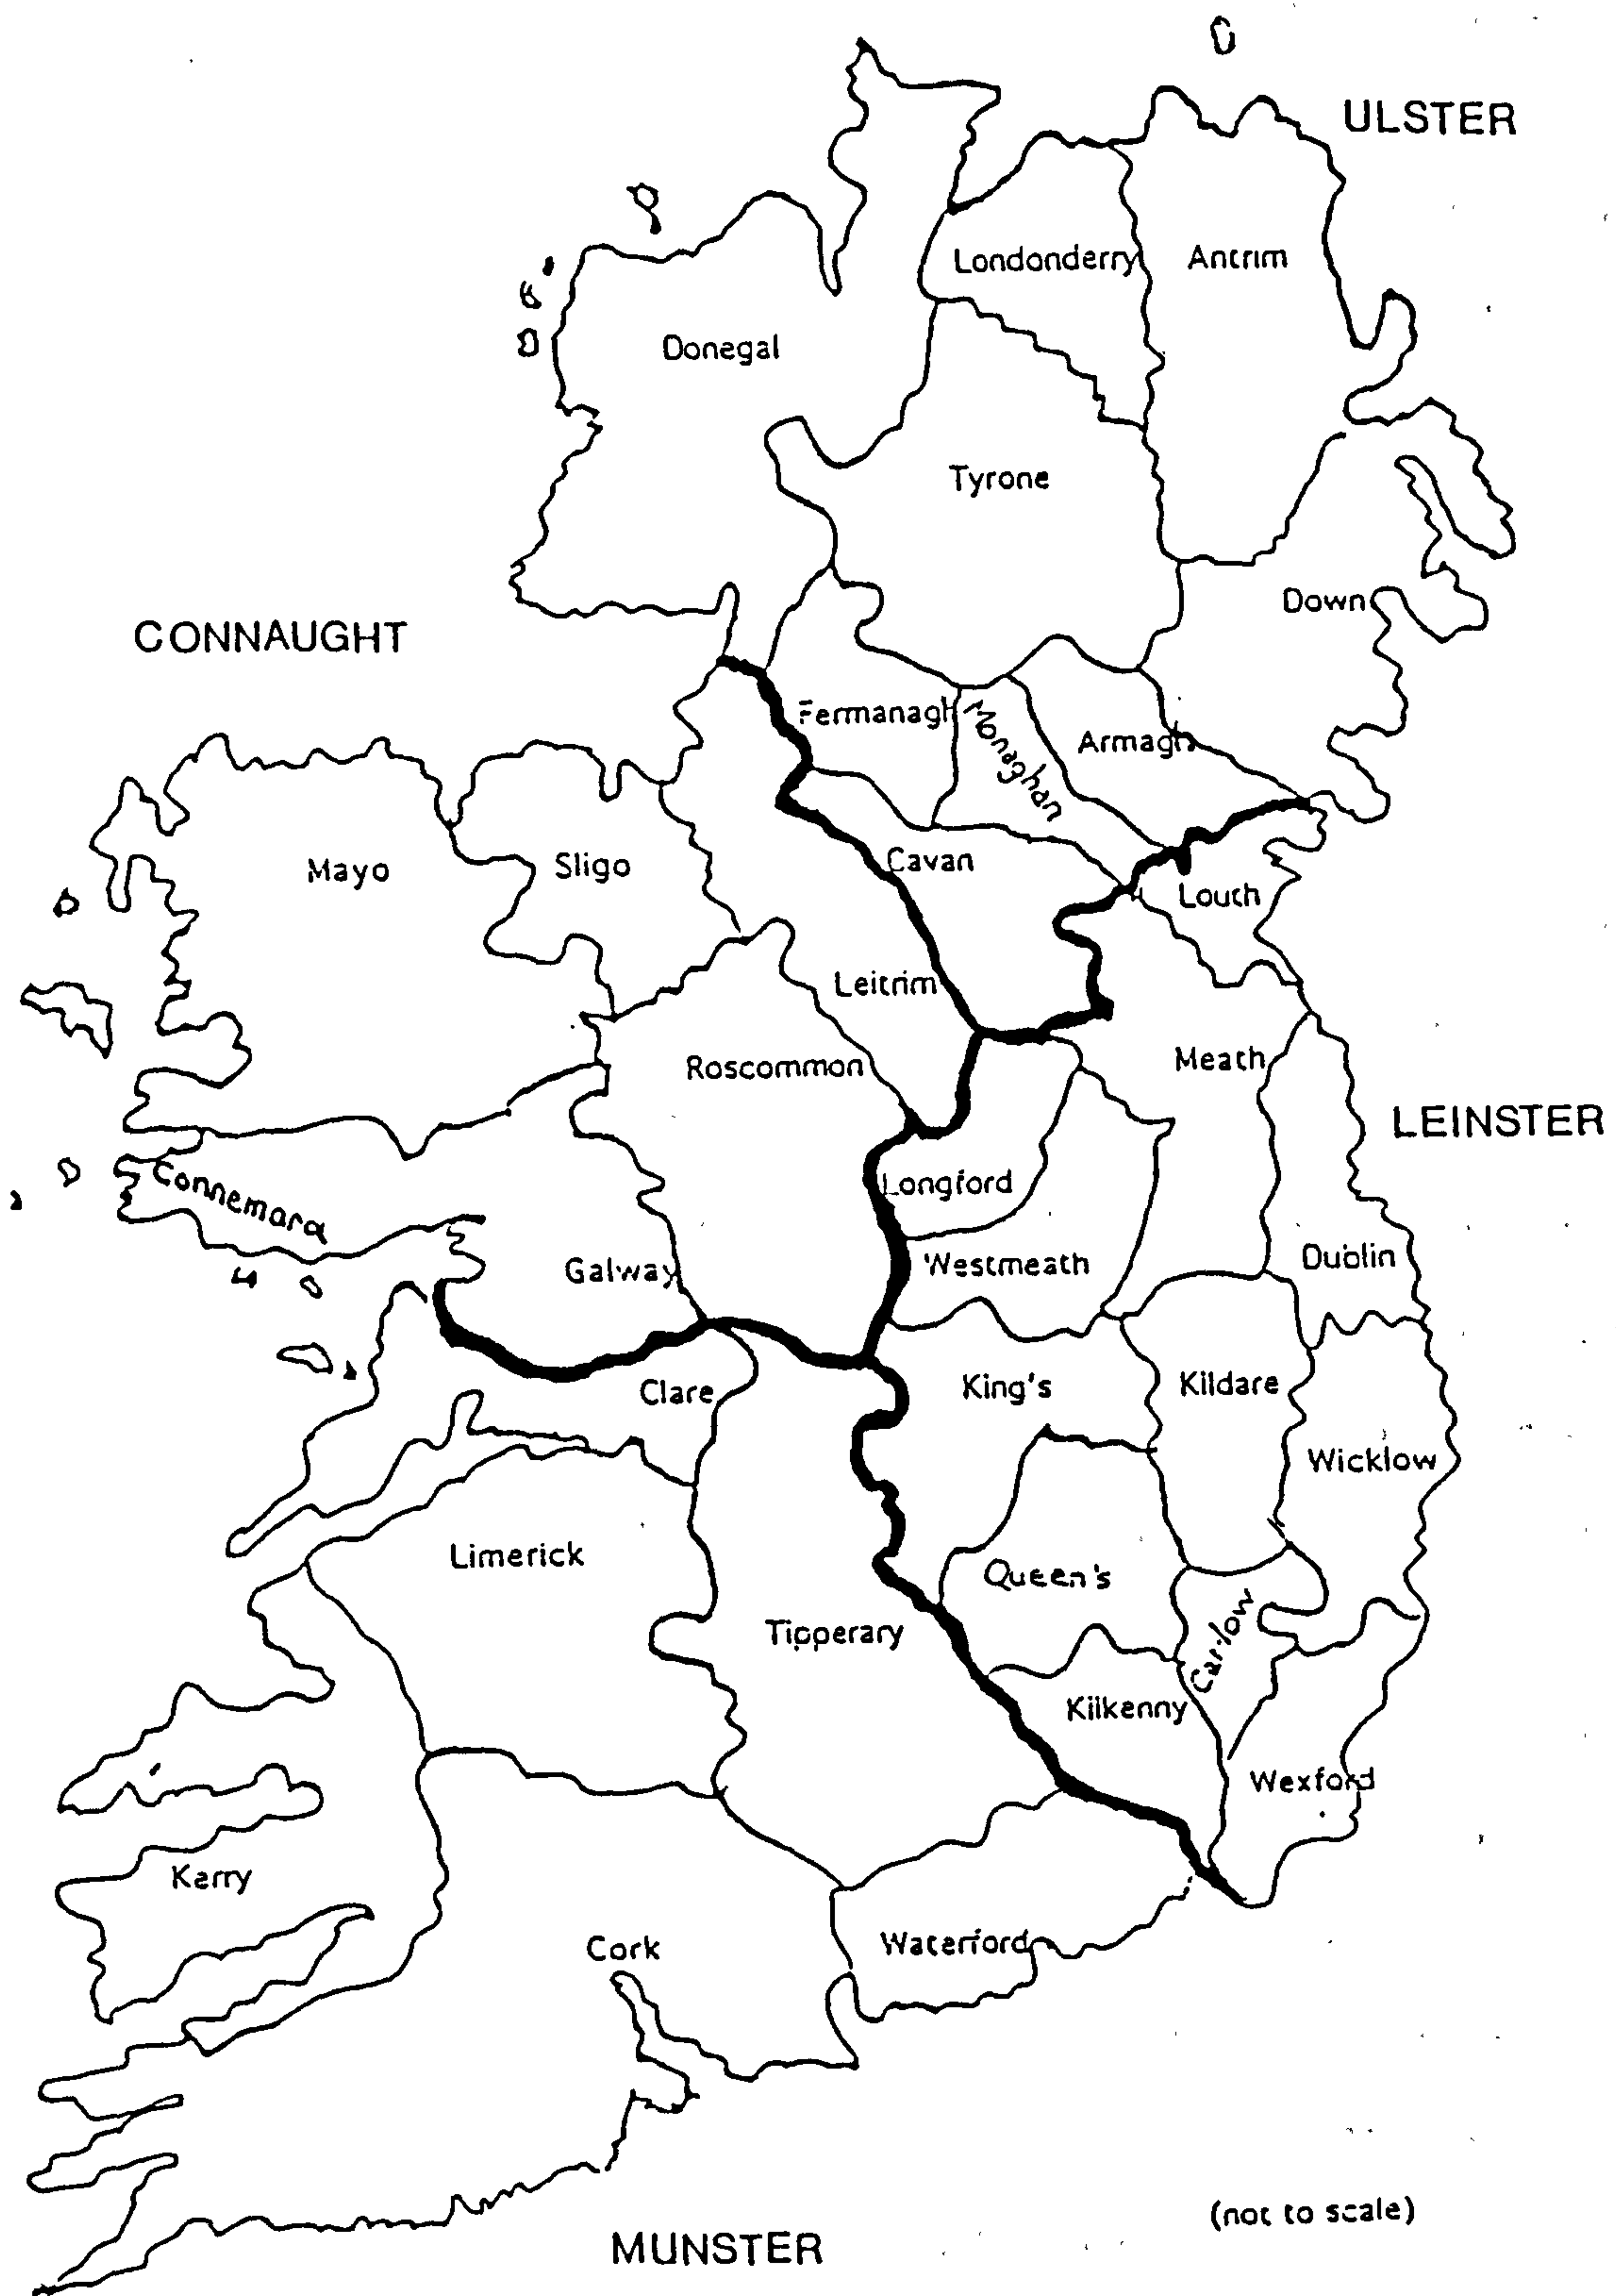 ULSTER
Londonderry
Antrim
Donegal
Tyrone
Down
CONNAUGHT
Fermanagh
Monaghan
Armagh
Mayo
Sligo
Cavan
Louth
Leitrim
Roscommon
Meath
LEINSTER
Connemara
Longford
Galway
Westmeath
Dublin
Clare
King's
Kildare
Wicklow
Limerick
Queen's
Tipperary
Carlow
Kilkenny
Wexford
Kerry
Cork
Waterford
(not to scale)
MUNSTER